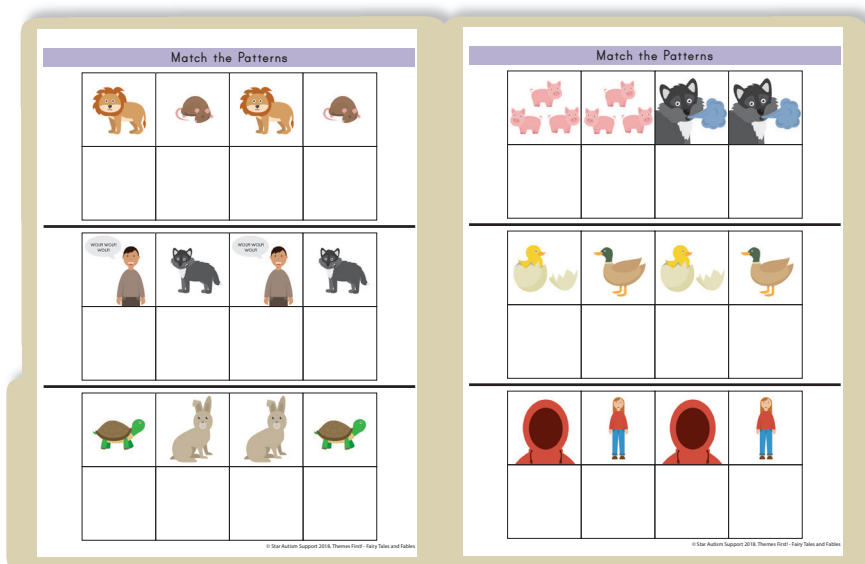 Match the Patterns
WOLF! WOLF!
WOLF!
WOLF! WOLF!
WOLF!
© Star Autism Support 2018. Themes First! - Fairy Tales and Fables
Match the Patterns
© Star Autism Support 2018. Themes First! - Fairy Tales and Fables